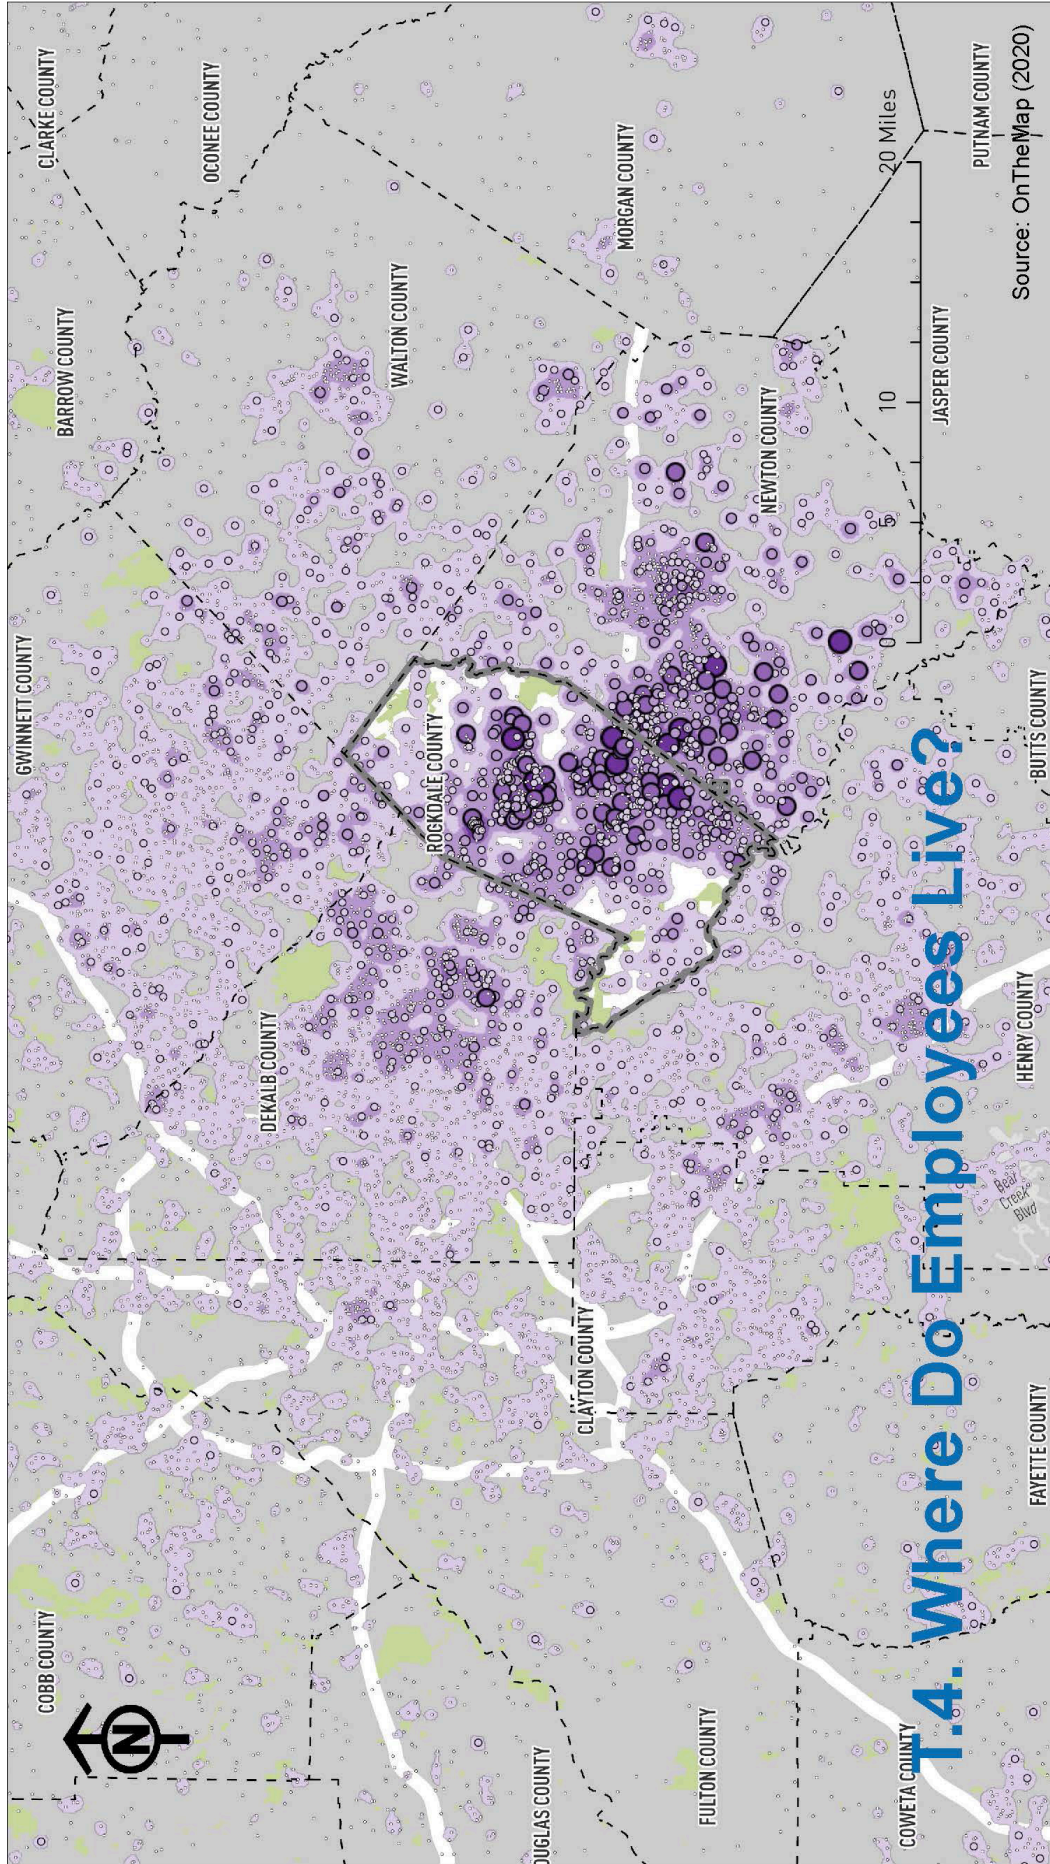 GWINNETT COUNTY
COBB COUNTY
CLARKE COUNTY
BARROW COUNTY
N
OCONEE COUNTY
DEKALB COUNTY
WALTON COUNTY
ROCKDALE COUNTY
OUGLAS COUNTY
CLAYTON COUNTY
MORGAN COUNTY
FULTON COUNTY
NEWTON COUNTY
0 5 10 20 Miles
COWETA COUNTY
T.4. Where Do Employees Live?
JASPER COUNTY
PUTNAM COUNTY
Bear
Creek
Blvd
Source: OnTheMap (2020)
HENRY COUNTY
FAYETTE COUNTY
BUTTS COUNTY